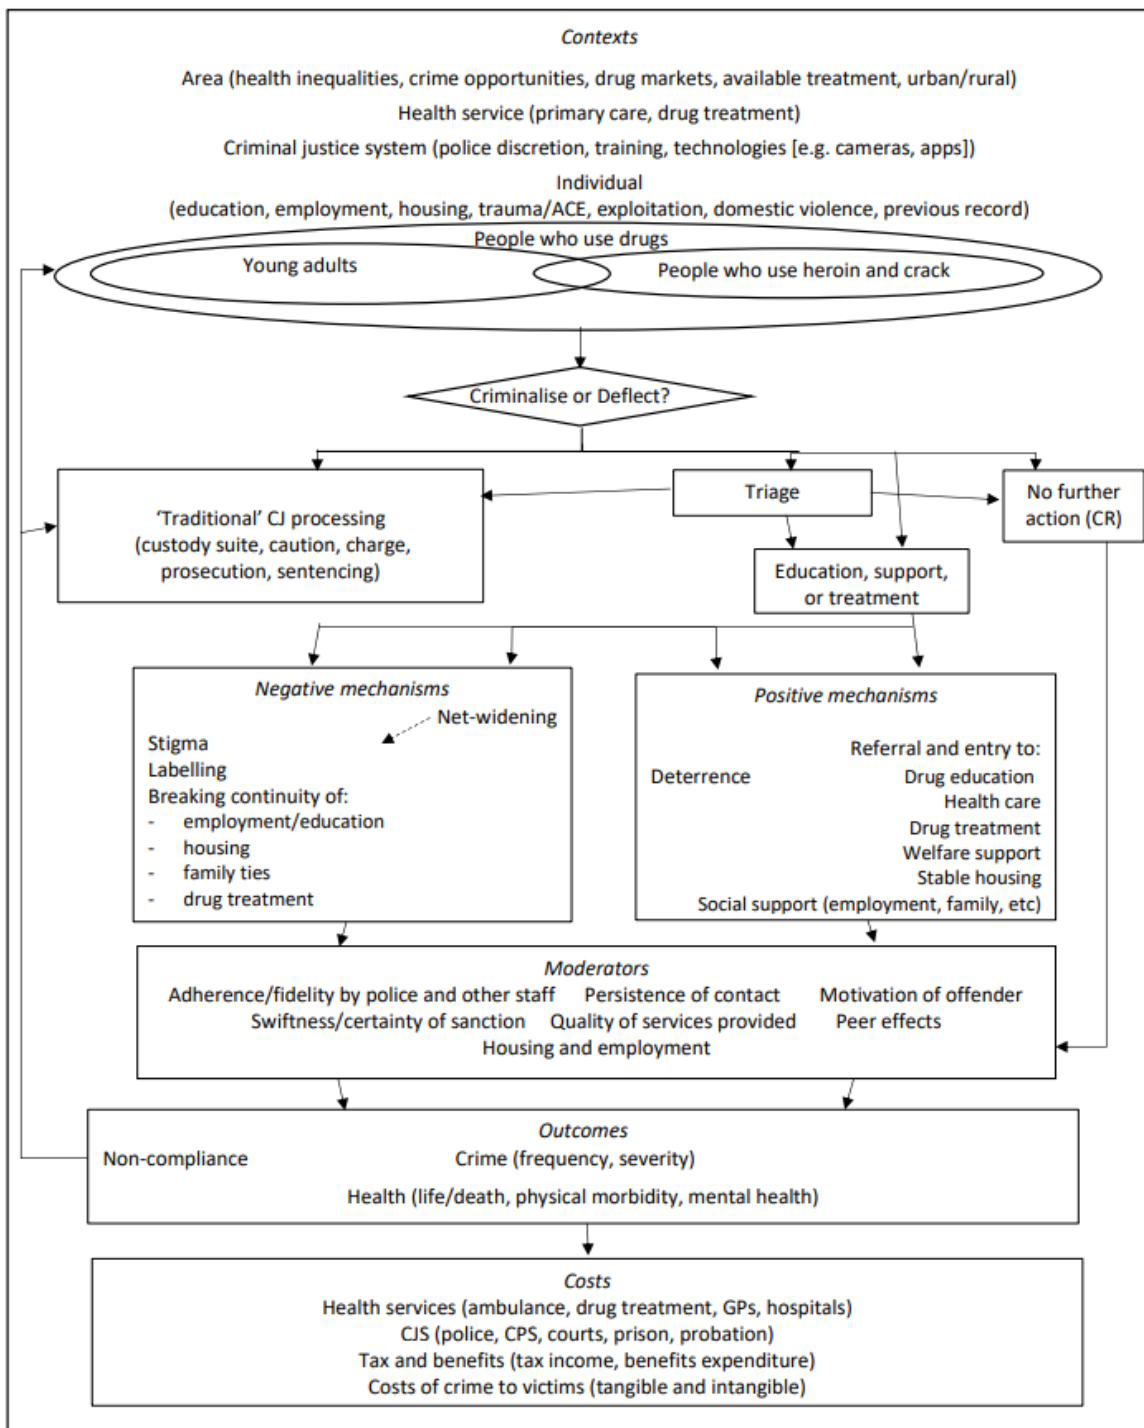 Contexts
Area (health inequalities, crime opportunities, drug markets, available treatment, urban/rural)
Health service (primary care, drug treatment)
Criminal justice system (police discretion, training, technologies [e.g. cameras, apps])
Individual
(education, employment, housing, trauma/ACE, exploitation, domestic violence, previous record)
People who use drugs
Young adults
People who use heroin and crack
Criminalise or Deflect?
'Traditional' CJ processing
(custody suite, caution, charge,
prosecution, sentencing)
Triage
No further
action (CR)
Education, support,
or treatment
Negative mechanisms
Net-widening
Stigma
Labelling
Breaking continuity of:
- employment/education
- housing
- family ties
- drug treatment
Positive mechanisms
Referral and entry to:
Deterrence
Drug education
Health care
Drug treatment
Welfare support
Stable housing
Social support (employment, family, etc)
Moderators
Adherence/fidelity by police and other staff Persistence of contact Motivation of offender
Swiftness/certainty of sanction Quality of services provided Peer effects
Housing and employment
Outcomes
Non-compliance Crime (frequency, severity)
Health (life/death, physical morbidity, mental health)
Costs
Health services (ambulance, drug treatment, GPs, hospitals)
CJS (police, CPS, courts, prison, probation)
Tax and benefits (tax income, benefits expenditure)
Costs of crime to victims (tangible and intangible)